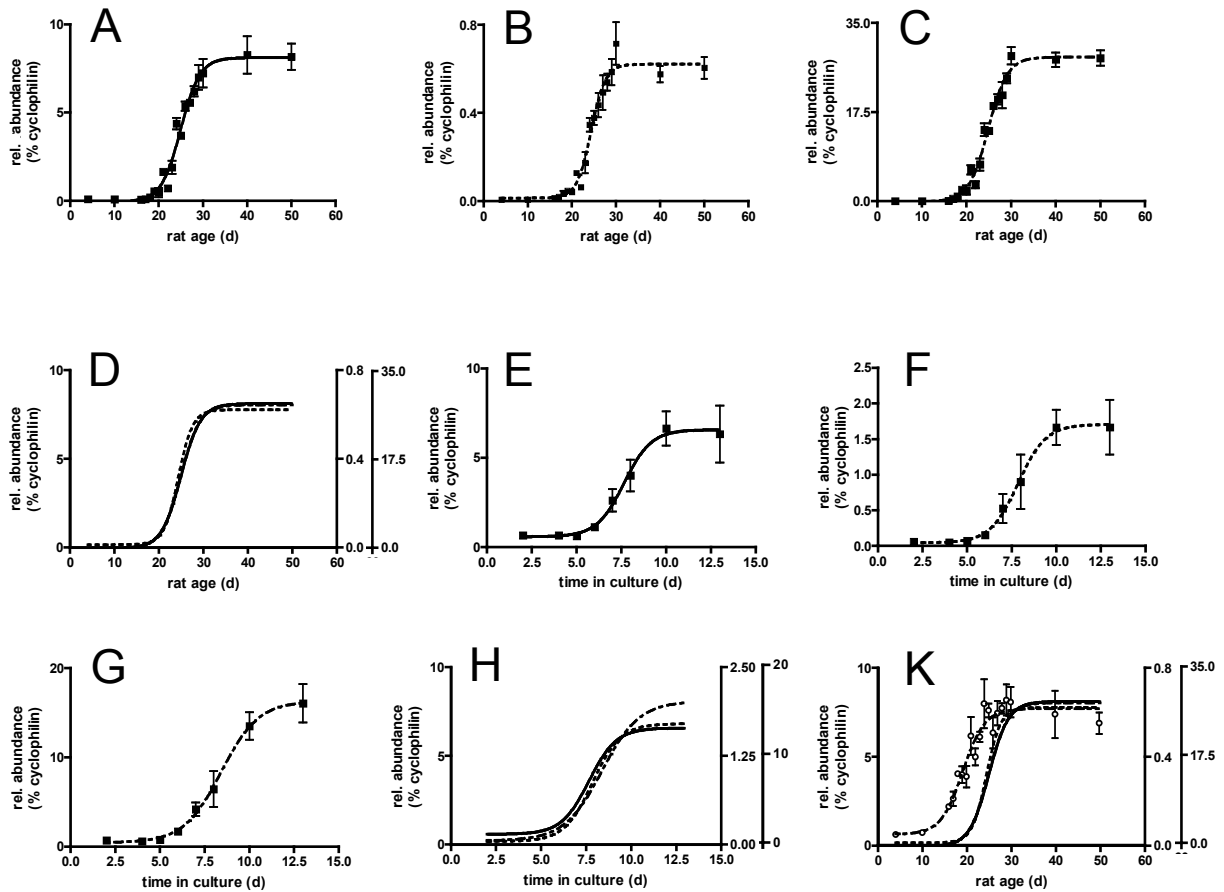 A
rel. abundance
(% cyclophilin)
10
5
0
0 10 20 30 40 50 60
rat age (d)
B
rel. abundance
(% cyclophilin)
0.8
0.4
0.0
0 10 20 30 40 50 60
rat age (d)
C
rel. abundance
(% cyclophilin)
35.0
17.5
0
0 10 20 30 40 50 60
rat age (d)
D
rel. abundance
(% cyclophilin)
10
5
0
0 10 20 30 40 50 60
rat age (d)
0.8
0.4
0.0
35.0
17.5
0.0
E
rel. abundance
(% cyclophilin)
10
5
0
0.0 2.5 5.0 7.5 10.0 12.5 15.0
time in culture (d)
F
rel. abundance
(% cyclophilin)
2.5
2.0
1.5
1.0
0.5
0.0
0.0 2.5 5.0 7.5 10.0 12.5 15.0
time in culture (d)
G
rel. abundance
(% cyclophilin)
20
10
0
0.0 2.5 5.0 7.5 10.0 12.5 15.0
time in culture (d)
H
rel. abundance
(% cyclophilin)
10
5
0
0.0 2.5 5.0 7.5 10.0 12.5 15.0
time in culture (d)
2.50
1.25
0.00
20
10
0
K
rel. abundance
(% cyclophilin)
10
5
0
0 10 20 30 40 50 60
rat age (d)
0.8
0.4
0.0
35.0
17.5
0.0